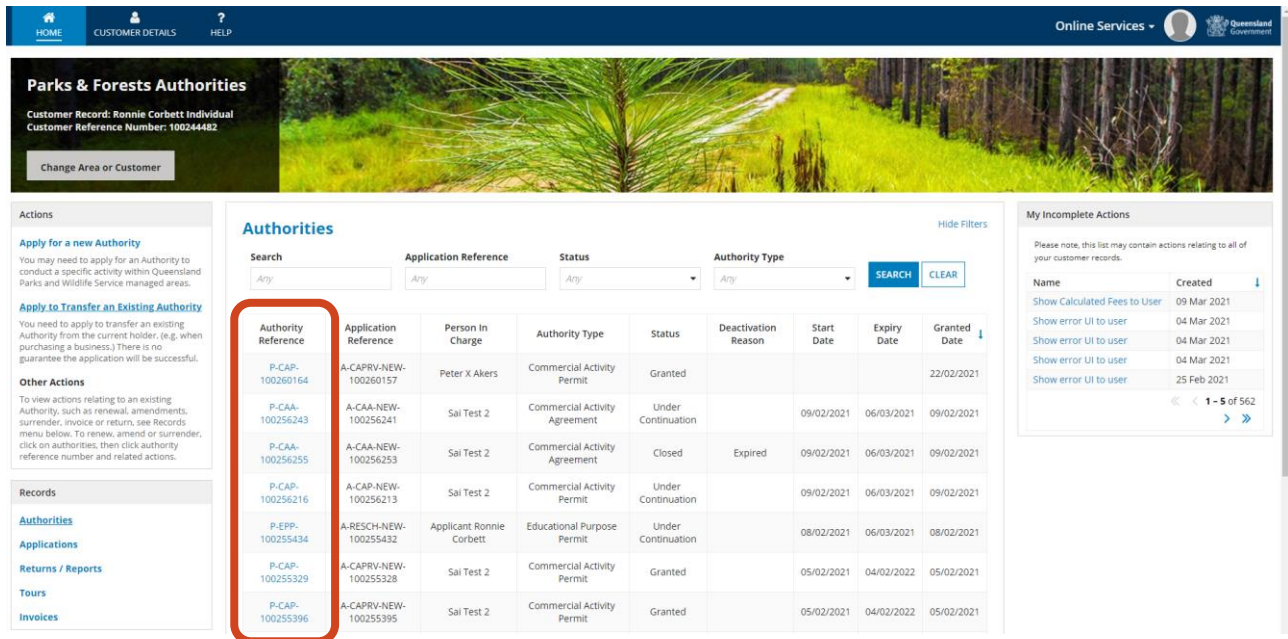 HOME
CUSTOMER DETAILS
?
HELP
Online Services
Queensland
Government
Parks & Forests Authorities
Customer Record: Ronnie Corbett Individual
Customer Reference Number: 100244482
Change Area or Customer
Actions
Apply for a new Authority
You may need to apply for an Authority to
conduct a specific activity within Queensland
Parks and Wildlife Service managed areas.
Apply to Transfer an Existing Authority
You need to apply to transfer an existing
Authority from the current holder. (e.g. when
purchasing a business.) There is no
guarantee the application will be successful.
Other Actions
To view actions relating to an existing
Authority, such as renewal, amendments,
surrender, invoice or return, see Records
menu below. To renew, amend or surrender,
click on authorities, then click authority
reference number and related actions.
Records
Authorities
Applications
Returns / Reports
Tours
Invoices
Authorities
Hide Filters
Search
Application Reference
Status
Authority Type
Any
Any
Any
Any
SEARCH
CLEAR
Authority
Reference
Application
Reference
Person In
Charge
Authority Type
Status
Deactivation
Reason
Start
Date
Expiry
Date
Granted
Date
P-CAP-
100260164
A-CAPRV-NEW-
100260157
Peter X Akers
Commercial Activity
Permit
Granted
22/02/2021
P-CAA-
100256243
A-CAA-NEW-
100256241
Sai Test 2
Commercial Activity
Agreement
Under
Continuation
09/02/2021
06/03/2021
09/02/2021
P-CAA-
100256255
A-CAA-NEW-
100256253
Sai Test 2
Commercial Activity
Agreement
Closed
Expired
09/02/2021
06/03/2021
09/02/2021
P-CAP-
100256216
A-CAP-NEW-
100256213
Sai Test 2
Commercial Activity
Permit
Under
Continuation
09/02/2021
06/03/2021
09/02/2021
P-EPP-
100255434
A-RESCH-NEW-
100255432
Applicant Ronnie
Corbett
Educational Purpose
Permit
Under
Continuation
08/02/2021
06/03/2021
08/02/2021
P-CAP-
100255329
A-CAPRV-NEW-
100255328
Sai Test 2
Commercial Activity
Permit
Granted
05/02/2021
04/02/2022
05/02/2021
P-CAP-
100255396
A-CAPRV-NEW-
100255395
Sai Test 2
Commercial Activity
Permit
Granted
05/02/2021
04/02/2022
05/02/2021
My Incomplete Actions
Please note, this list may contain actions relating to all of
your customer records.
Name
Created
Show Calculated Fees to User
09 Mar 2021
Show error UI to user
04 Mar 2021
Show error UI to user
04 Mar 2021
Show error UI to user
04 Mar 2021
Show error UI to user
25 Feb 2021
1 – 5 of 562